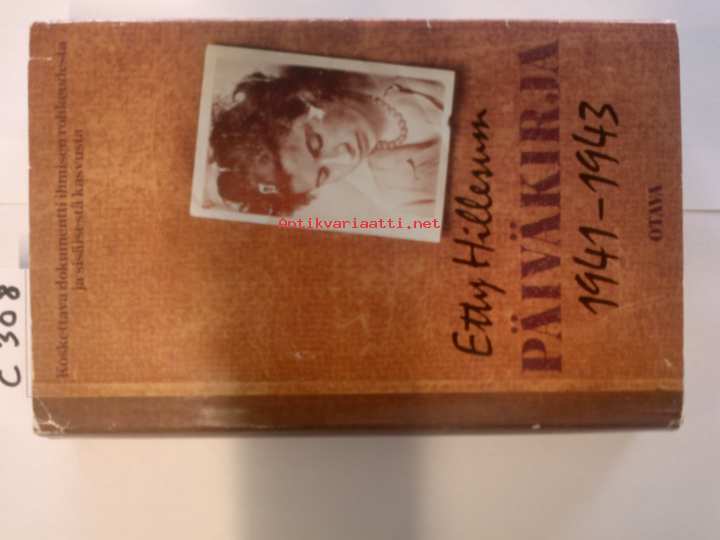 Koskettava dokumentti ihmisen rohkeudesta
ja sisäisestä kasvusta
Etty Hillesum
PÄIVÄKIRJA
1941–1943
OTAVA
Antikvariaatti.net
C 308